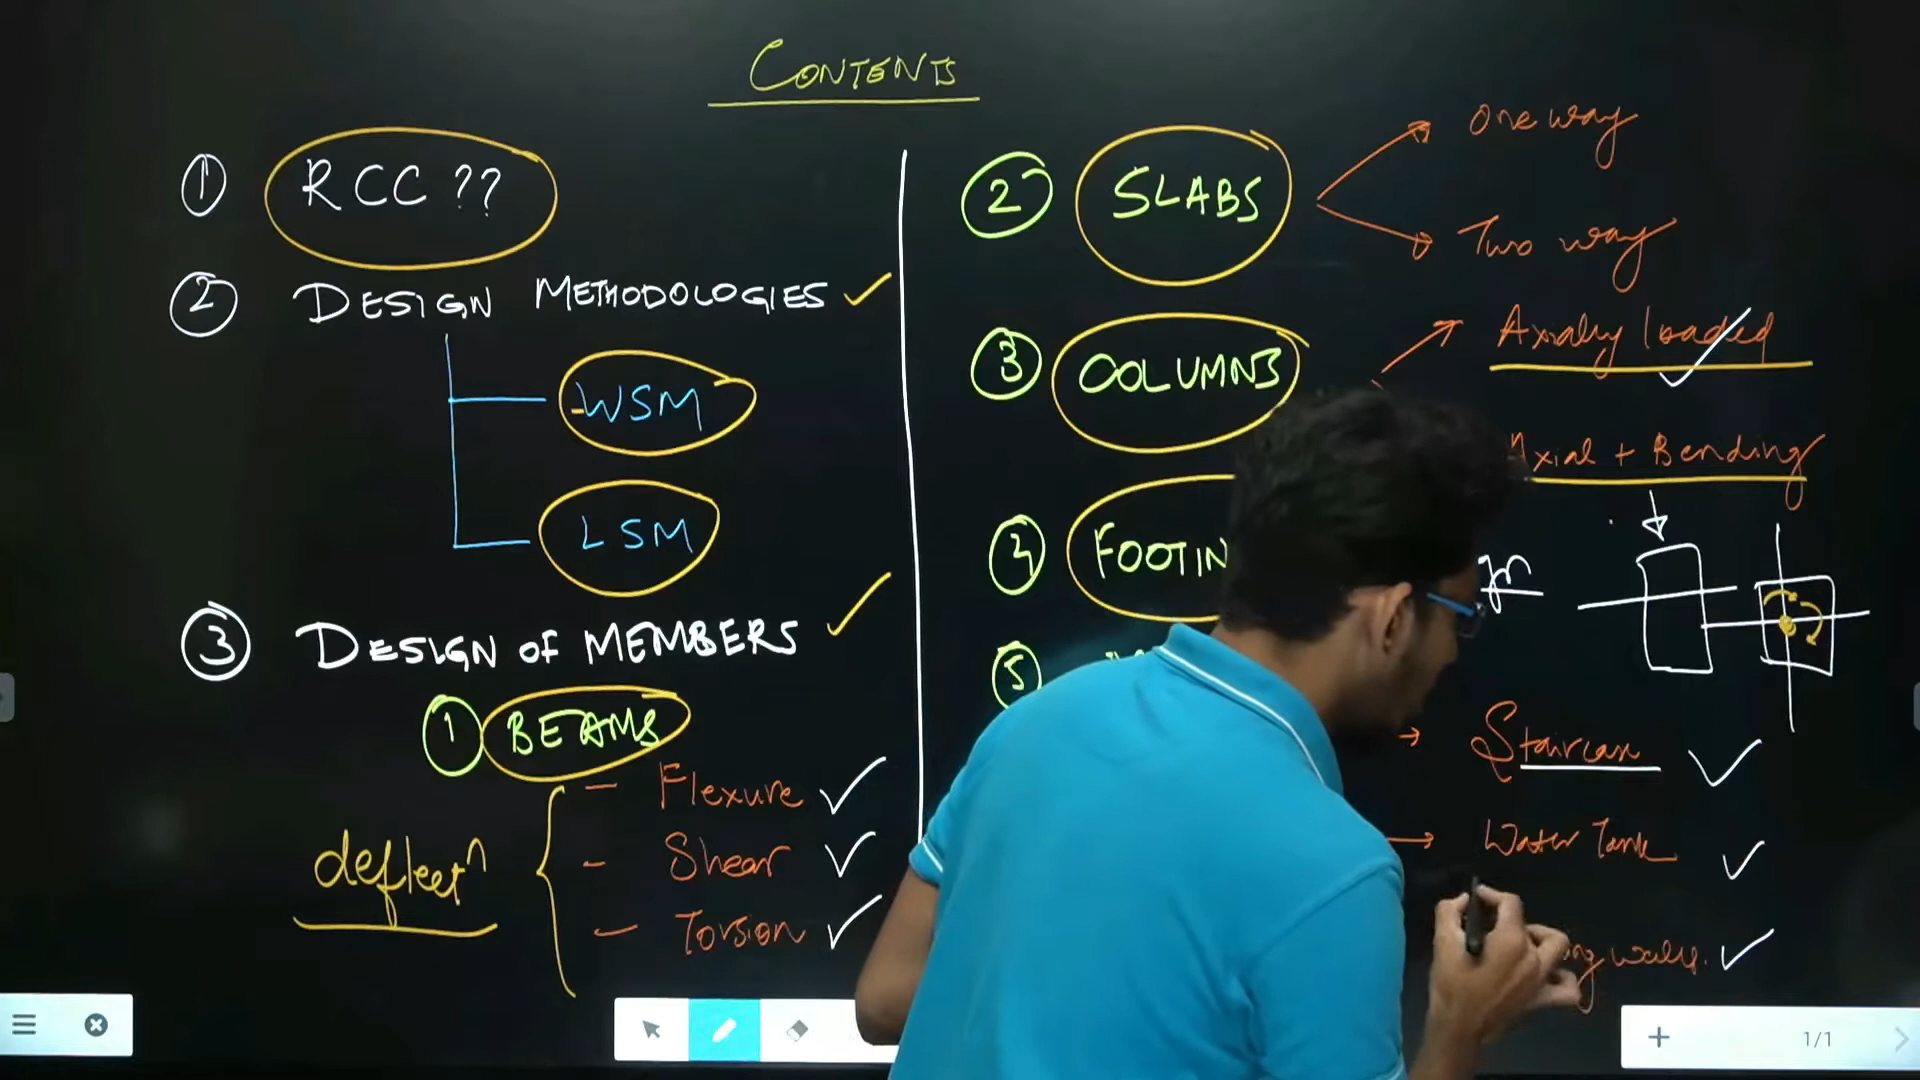 CONTENTS
① RCC ??
② DESIGN METHODOLOGIES
WSM
LSM
③ DESIGN OF MEMBERS
① BEAMS
deflectⁿ
- Flexure
- Shear
- Torsion
② SLABS
One way
Two way
③ COLUMNS
Axially loaded
Axial + Bending
④ FOOTIN
⑤
Staircase
Water Tank
ing walls.
1/1